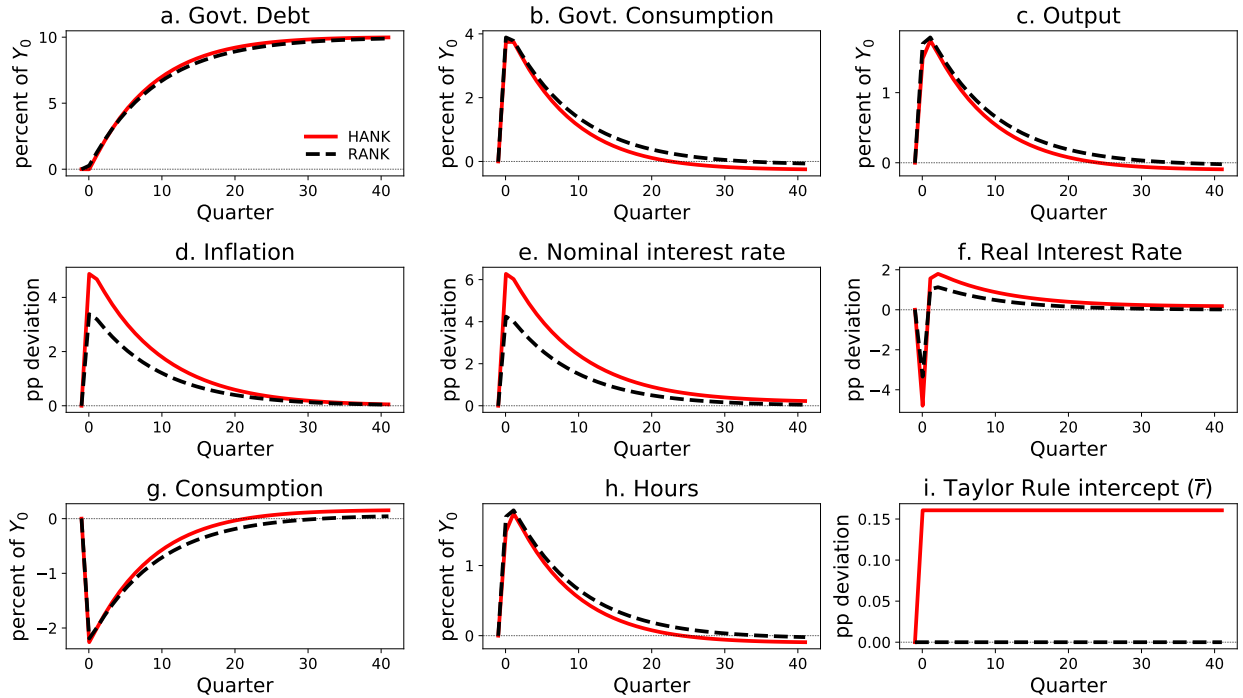 a. Govt. Debt
percent of Y0
10
5
0
HANK
RANK
0 10 20 30 40
Quarter
b. Govt. Consumption
percent of Y0
4
2
0
0 10 20 30 40
Quarter
c. Output
percent of Y0
1
0
0 10 20 30 40
Quarter
d. Inflation
pp deviation
4
2
0
0 10 20 30 40
Quarter
e. Nominal interest rate
pp deviation
6
4
2
0
0 10 20 30 40
Quarter
f. Real Interest Rate
pp deviation
2
0
−2
−4
0 10 20 30 40
Quarter
g. Consumption
percent of Y0
0
−1
−2
0 10 20 30 40
Quarter
h. Hours
percent of Y0
1
0
0 10 20 30 40
Quarter
i. Taylor Rule intercept (r̄)
pp deviation
0.15
0.10
0.05
0.00
0 10 20 30 40
Quarter